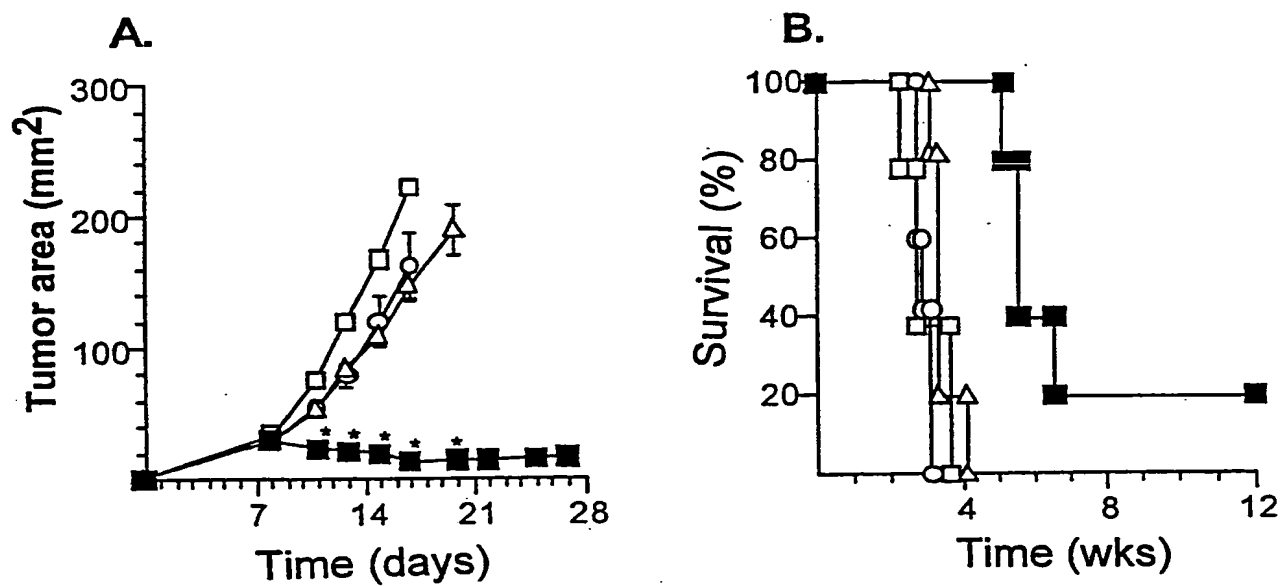 A.
Tumor area (mm2)
300
200
100
* * * * *
7 14 21 28
Time (days)
B.
Survival (%)
100
80
60
40
20
4 8 12
Time (wks)